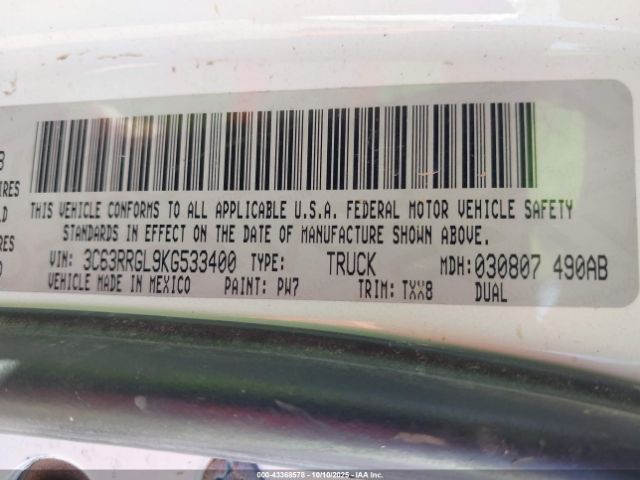 THIS VEHICLE CONFORMS TO ALL APPLICABLE U.S.A. FEDERAL MOTOR VEHICLE SAFETY
STANDARDS IN EFFECT ON THE DATE OF MANUFACTURE SHOWN ABOVE.
VIN: 3C63RRGL9KG533400 TYPE: TRUCK MDH: 030807 490AB
VEHICLE MADE IN MEXICO PAINT: PW7 TRIM: TXX8 DUAL
000-43368578 - 10/10/2025 - IAA Inc.